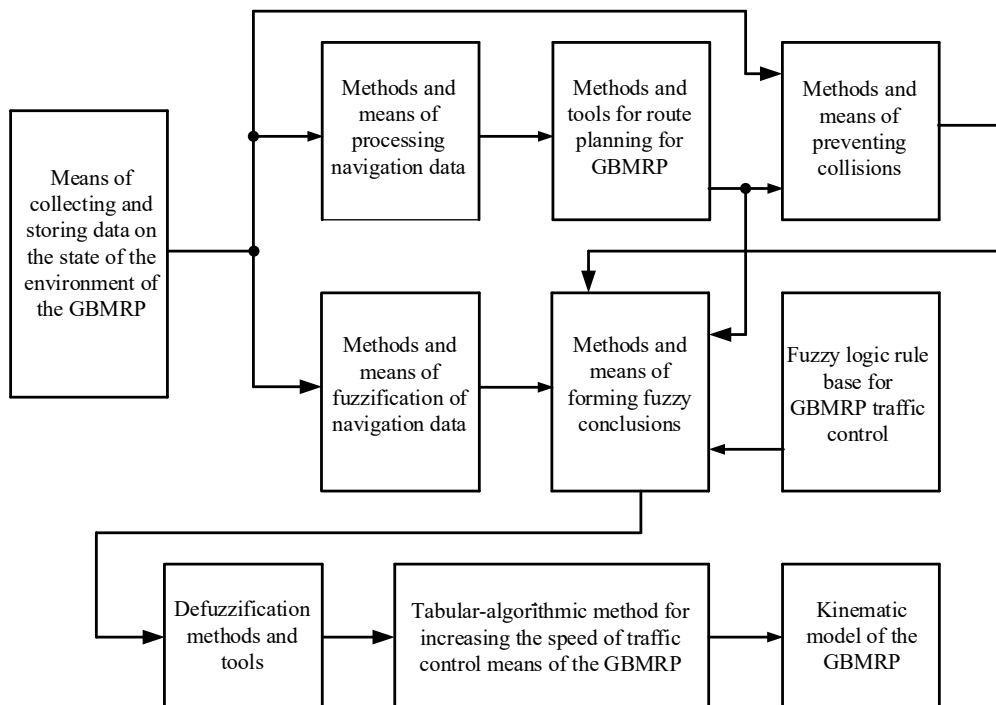 Means of
collecting and
storing data on
the state of the
environment of
the GBMRP
Methods and
means of
processing
navigation data
Methods and
tools for route
planning for
GBMRP
Methods and
means of
preventing
collisions
Methods and
means of
fuzzification of
navigation data
Methods and
means of
forming fuzzy
conclusions
Fuzzy logic rule
base for
GBMRP traffic
control
Defuzzification
methods and
tools
Tabular-algorithmic method for
increasing the speed of traffic
control means of the GBMRP
Kinematic
model of the
GBMRP